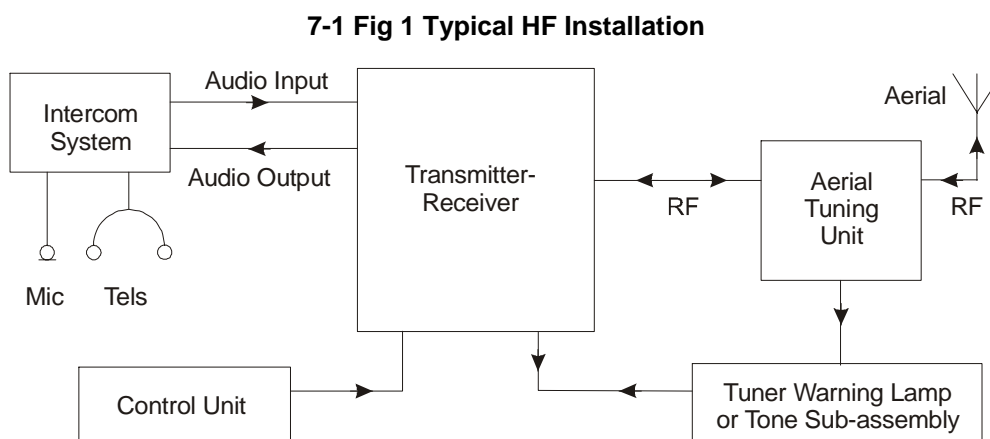 7-1 Fig 1 Typical HF Installation
Audio Input
Intercom
System
Audio Output
Mic
Tels
Transmitter-
Receiver
RF
Aerial
Tuning
Unit
Aerial
RF
Control Unit
Tuner Warning Lamp
or Tone Sub-assembly